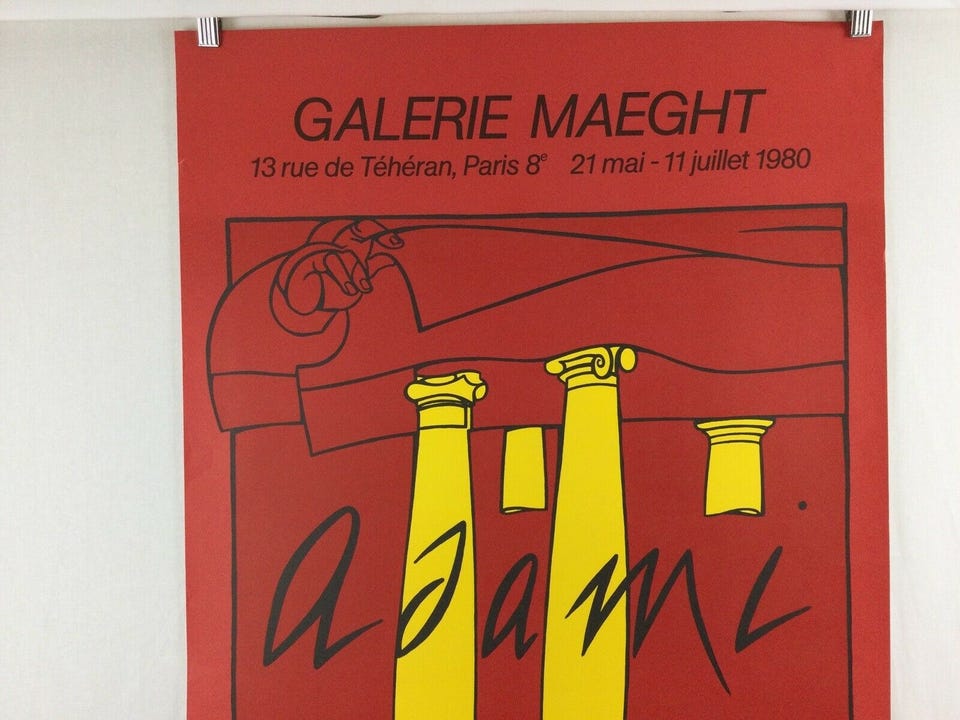 GALERIE MAEGHT
13 rue de Téhéran, Paris 8e 21 mai - 11 juillet 1980
adami